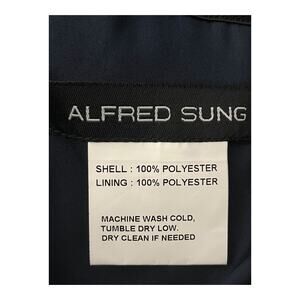 ALFRED SUNG
SHELL : 100% POLYESTER
LINING : 100% POLYESTER
MACHINE WASH COLD,
TUMBLE DRY LOW.
DRY CLEAN IF NEEDED